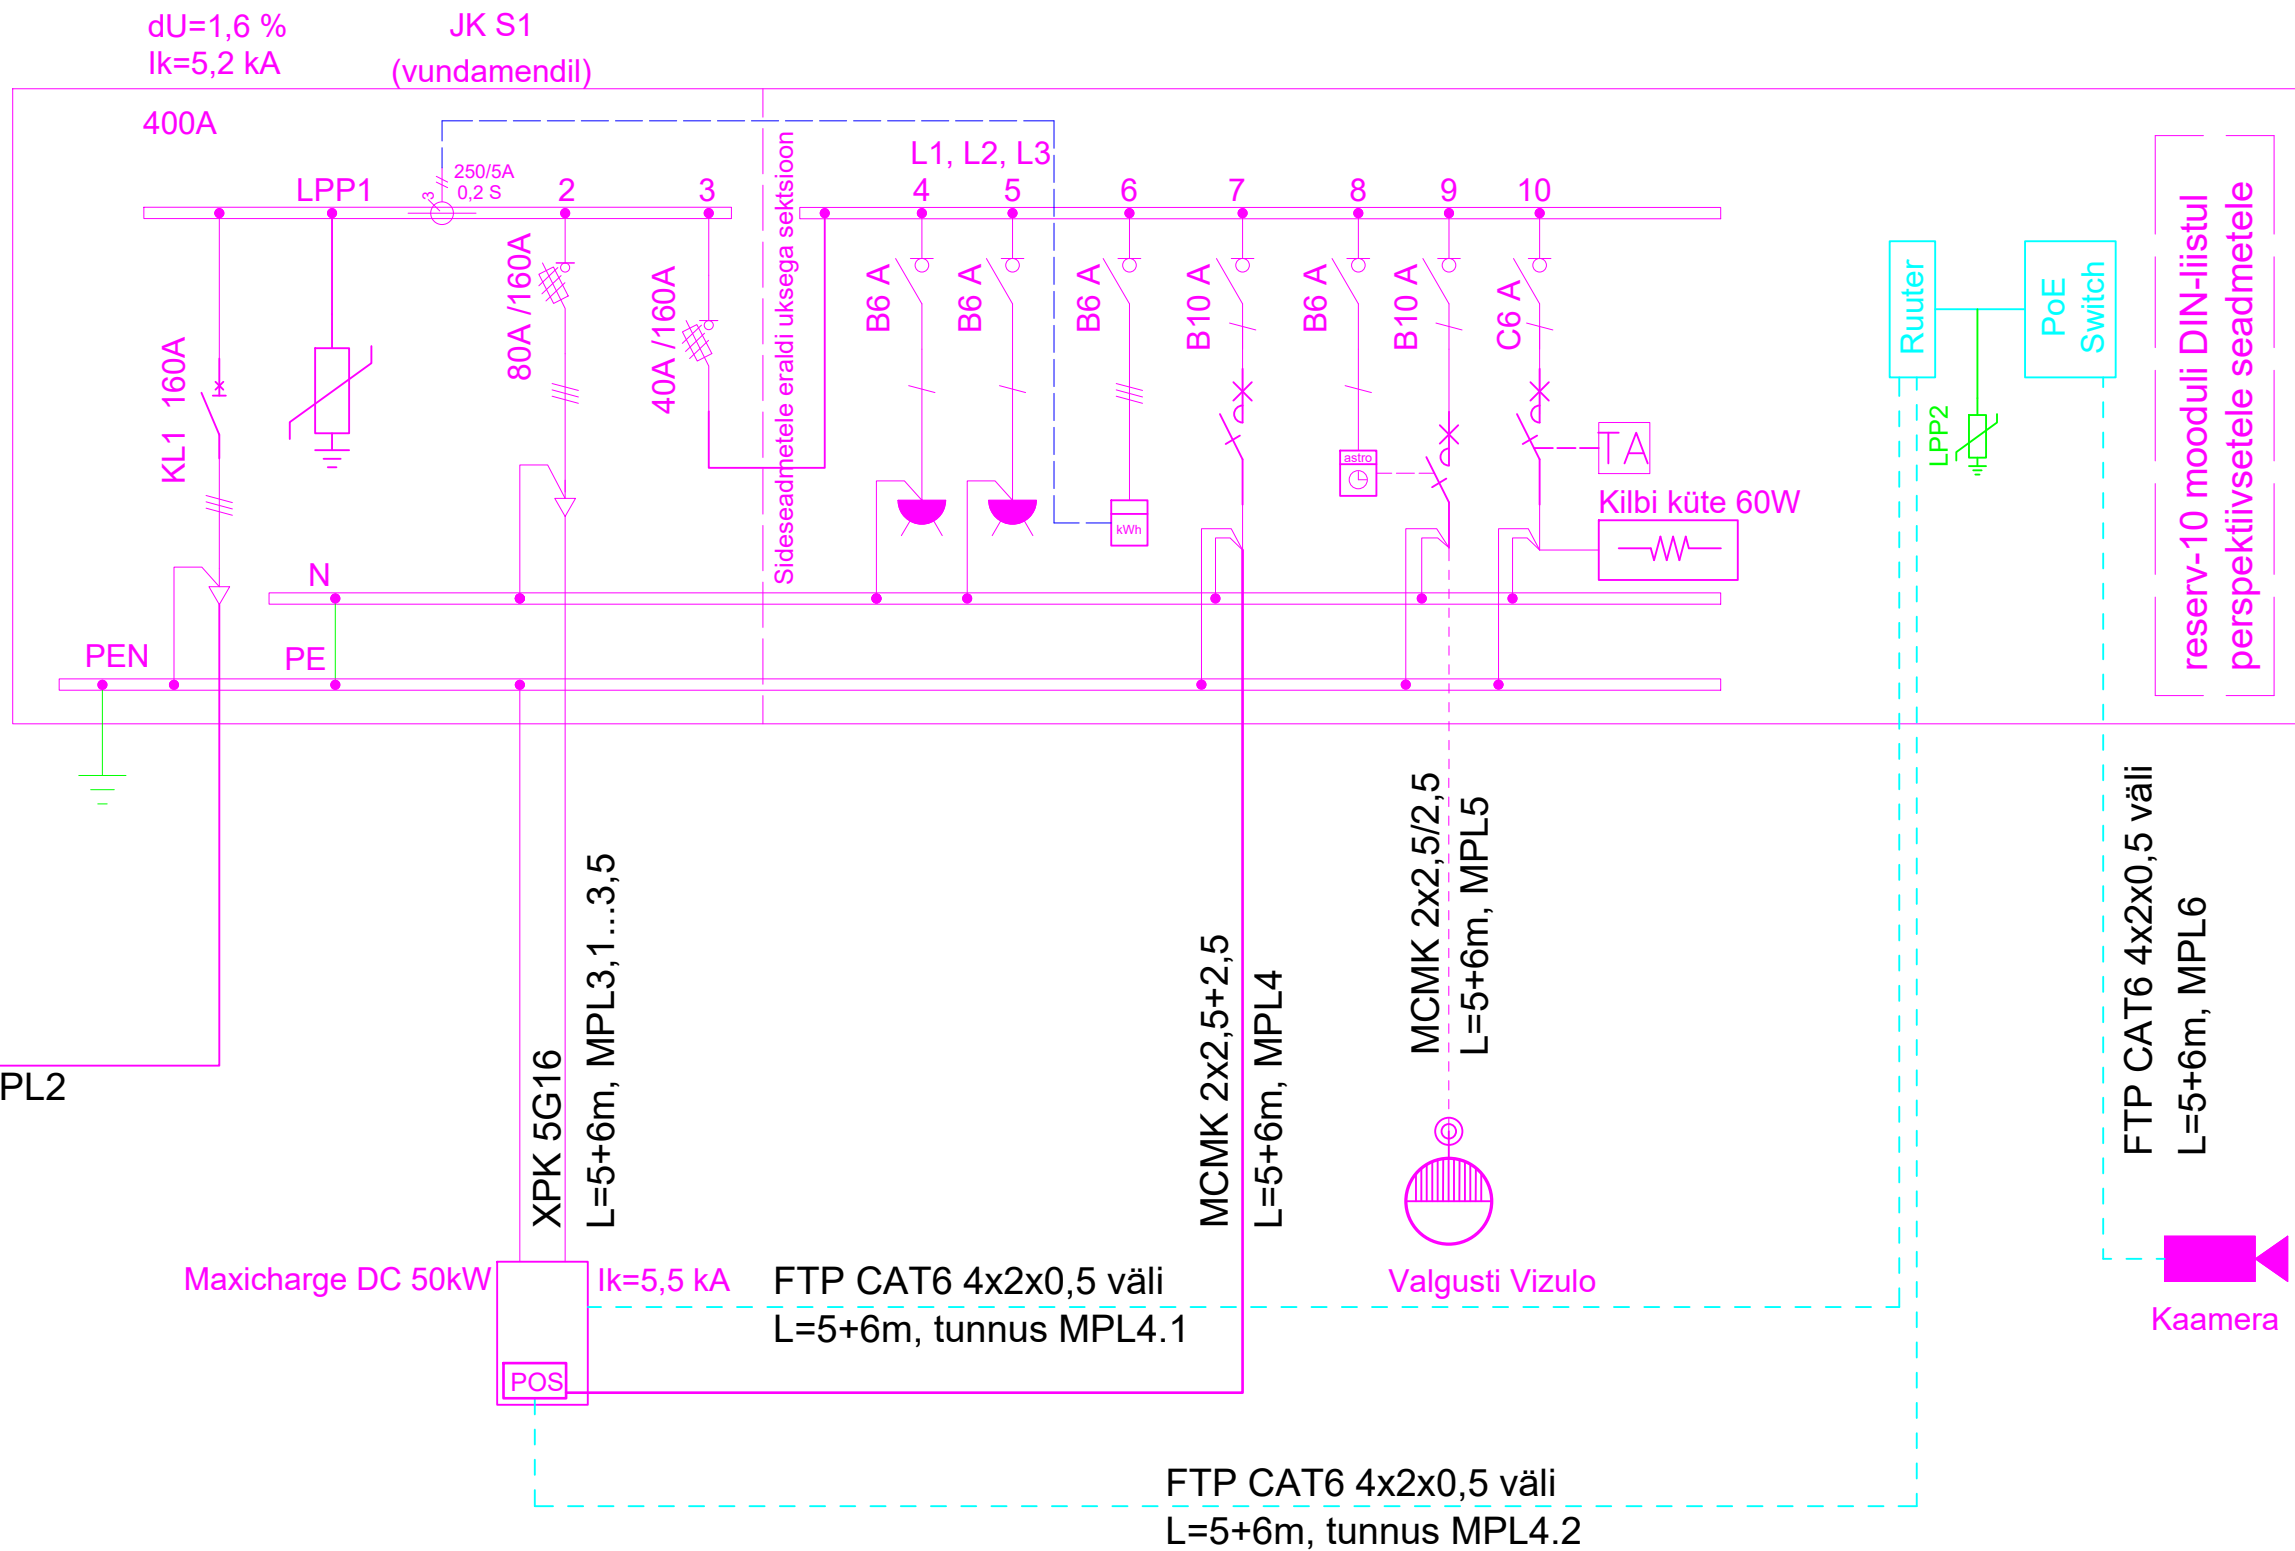 dU=1,6 %
Ik=5,2 kA
JK S1
(vundamendil)
400A
LPP1
3
250/5A
0,2 S
2
3
L1, L2, L3
4
5
6
7
8
9
10
KL1 160A
80A /160A
40A /160A
Sideseadmetele eraldi uksega sektsioon
B6 A
B6 A
B6 A
B10 A
B6 A
B10 A
C6 A
astro
kWh
TA
Kilbi küte 60W
Ruuter
PoE
Switch
LPP2
reserv-10 mooduli DIN-liistul
perspektiivsetele seadmetele
N
PEN
PE
PL2
XPK 5G16
L=5+6m, MPL3,1...3,5
MCMK 2x2,5+2,5
L=5+6m, MPL4
MCMK 2x2,5/2,5
L=5+6m, MPL5
FTP CAT6 4x2x0,5 väli
L=5+6m, MPL6
Maxicharge DC 50kW
Ik=5,5 kA
POS
FTP CAT6 4x2x0,5 väli
L=5+6m, tunnus MPL4.1
Valgusti Vizulo
Kaamera
FTP CAT6 4x2x0,5 väli
L=5+6m, tunnus MPL4.2